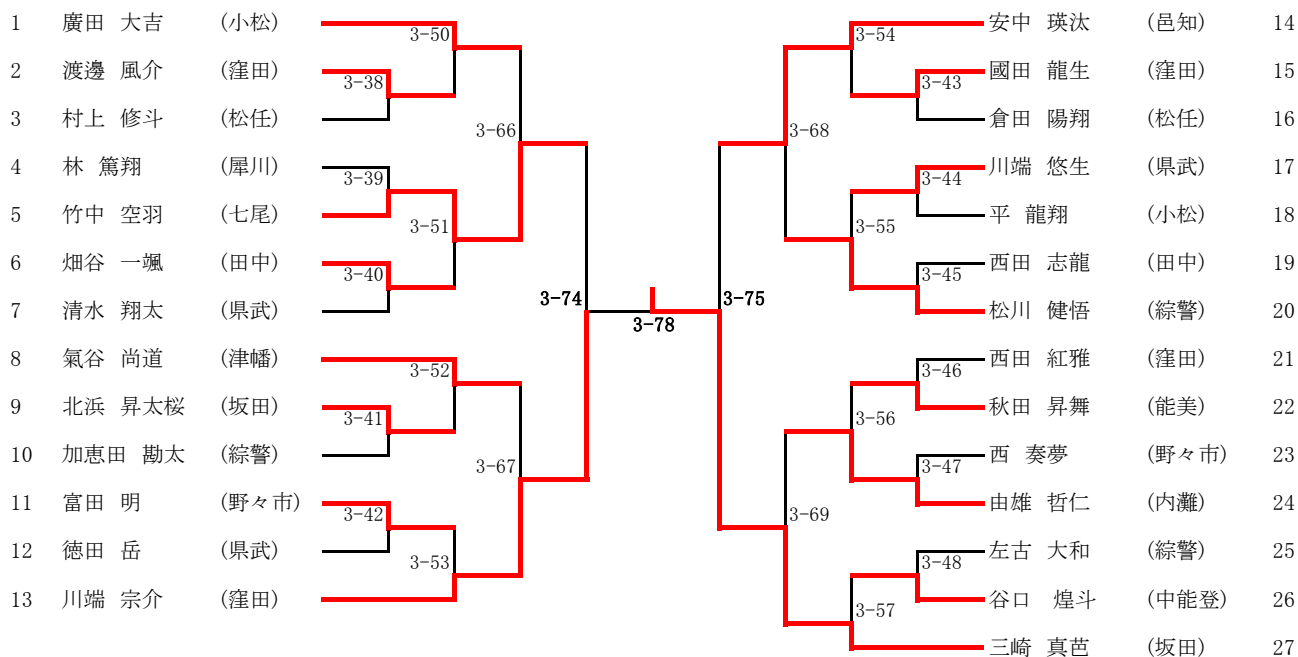 1 廣田 大吉 (小松)
3-50
2 渡邊 風介 (窪田)
3-38
3 村上 修斗 (松任)
3-66
4 林 篤翔 (犀川)
3-39
5 竹中 空羽 (七尾)
3-51
6 畑谷 一颯 (田中)
3-40
7 清水 翔太 (県武)
3-74
8 氣谷 尚道 (津幡)
3-52
9 北浜 昇太桜 (坂田)
3-41
10 加恵田 勘太 (綜警)
3-67
11 富田 明 (野々市)
3-42
12 徳田 岳 (県武)
3-53
13 川端 宗介 (窪田)
3-78
安中 瑛汰 (邑知) 14
3-54
國田 龍生 (窪田) 15
3-43
倉田 陽翔 (松任) 16
3-68
川端 悠生 (県武) 17
3-44
平 龍翔 (小松) 18
3-55
西田 志龍 (田中) 19
3-45
松川 健悟 (綜警) 20
3-75
西田 紅雅 (窪田) 21
3-46
秋田 昇舞 (能美) 22
3-56
西 奏夢 (野々市) 23
3-47
由雄 哲仁 (内灘) 24
3-69
左古 大和 (綜警) 25
3-48
谷口 煌斗 (中能登) 26
3-57
三崎 真芭 (坂田) 27